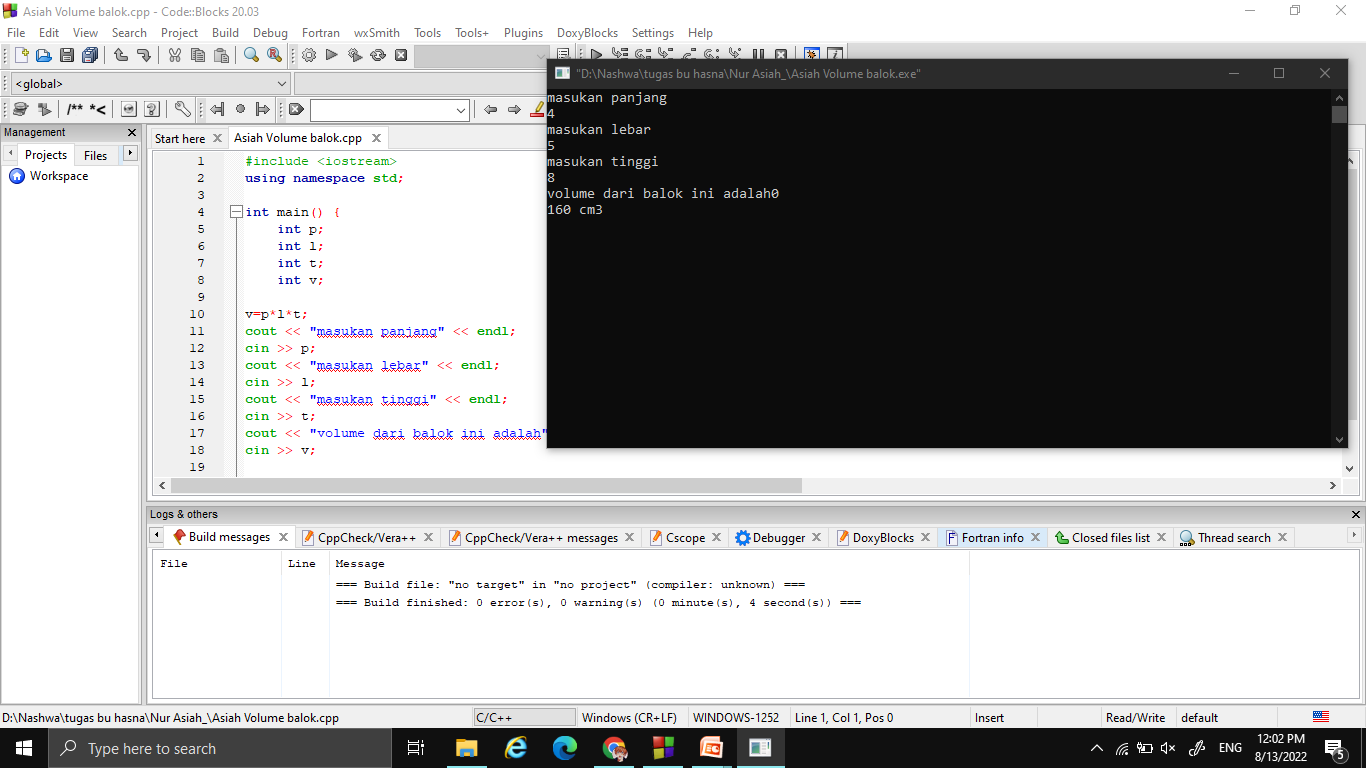 Asiah Volume balok.cpp - Code::Blocks 20.03
File Edit View Search Project Build Debug Fortran wxSmith Tools Tools+ Plugins DoxyBlocks Settings Help
<global>
/** *<
Management
Projects Files
Workspace
Start here Asiah Volume balok.cpp
1 #include <iostream>
2 using namespace std;
3
4 int main() {
5 int p;
6 int l;
7 int t;
8 int v;
9
10 v=p*l*t;
11 cout << "masukan panjang" << endl;
12 cin >> p;
13 cout << "masukan lebar" << endl;
14 cin >> l;
15 cout << "masukan tinggi" << endl;
16 cin >> t;
17 cout << "volume dari balok ini adalah"
18 cin >> v;
19
"D:\Nashwa\tugas bu hasna\Nur Asiah_\Asiah Volume balok.exe"
masukan panjang
4
masukan lebar
5
masukan tinggi
8
volume dari balok ini adalah0
160 cm3
Logs & others
Build messages CppCheck/Vera++ CppCheck/Vera++ messages Cscope Debugger DoxyBlocks Fortran info Closed files list Thread search
File Line Message
=== Build file: "no target" in "no project" (compiler: unknown) ===
=== Build finished: 0 error(s), 0 warning(s) (0 minute(s), 4 second(s)) ===
D:\Nashwa\tugas bu hasna\Nur Asiah_\Asiah Volume balok.cpp C/C++ Windows (CR+LF) WINDOWS-1252 Line 1, Col 1, Pos 0 Insert Read/Write default
Type here to search
ENG
12:02 PM
8/13/2022
5